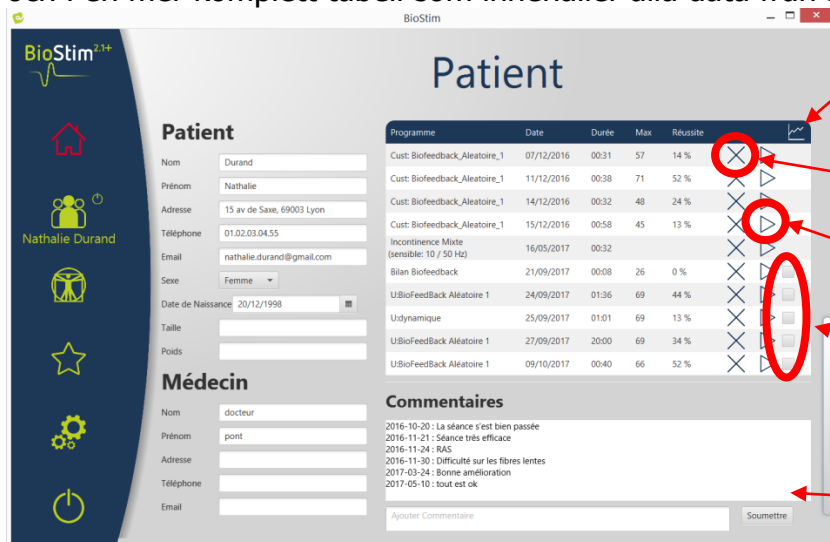 BioStim
BioStim2.1+
Patient
Patient
Nom Durand
Prénom Nathalie
Adresse 15 av de Saxe, 69003 Lyon
Téléphone 01.02.03.04.55
Email nathalie.durand@gmail.com
Sexe Femme
Date de Naissance 20/12/1998
Taille
Poids
Médecin
Nom docteur
Prénom pont
Adresse
Téléphone
Email
Nathalie Durand
Programme Date Durée Max Réussite
Cust: Biofeedback_Aleatoire_1 07/12/2016 00:31 57 14 %
Cust: Biofeedback_Aleatoire_1 11/12/2016 00:38 71 52 %
Cust: Biofeedback_Aleatoire_1 14/12/2016 00:32 48 24 %
Cust: Biofeedback_Aleatoire_1 15/12/2016 00:58 45 13 %
Incontinence Mixte
(sensible: 10 / 50 Hz) 16/05/2017 00:32
Bilan Biofeedback 21/09/2017 00:08 26 0 %
U:BioFeedBack Aléatoire 1 24/09/2017 01:36 69 44 %
U:dynamique 25/09/2017 01:01 69 13 %
U:BioFeedBack Aléatoire 1 27/09/2017 20:00 69 34 %
U:BioFeedBack Aléatoire 1 09/10/2017 00:40 66 52 %
Commentaires
2016-10-20 : La séance s'est bien passée
2016-11-21 : Séance très efficace
2016-11-24 : RAS
2016-11-30 : Difficulté sur les fibres lentes
2017-03-24 : Bonne amélioration
2017-05-10 : tout est ok
Ajouter Commentaire Soumettre